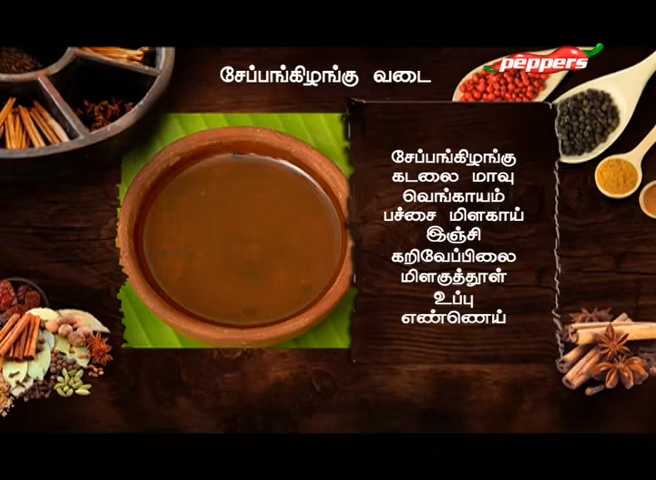 peppers
சேப்பங்கிழங்கு வடை
சேப்பங்கிழங்கு
கடலை மாவு
வெங்காயம்
பச்சை மிளகாய்
இஞ்சி
கறிவேப்பிலை
மிளகுத்தூள்
உப்பு
எண்ணெய்